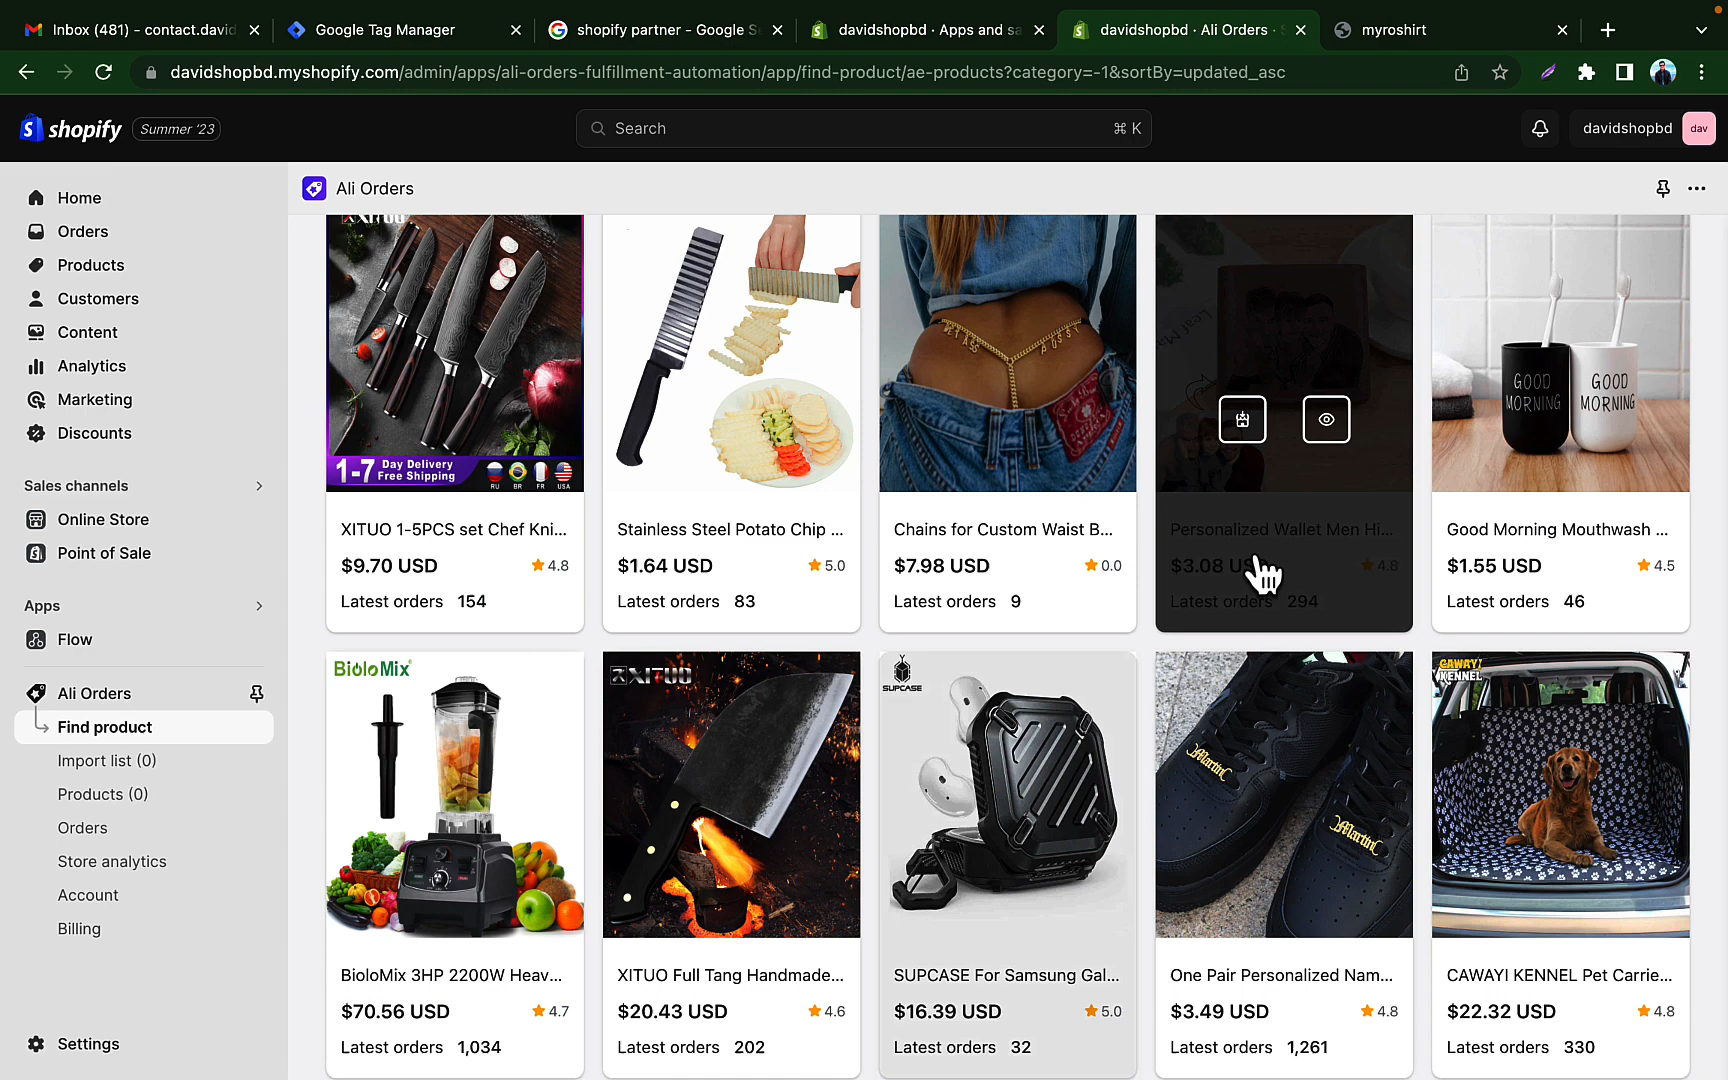 Inbox (481) - contact.david
Google Tag Manager
shopify partner - Google S
davidshopbd · Apps and sa
davidshopbd · Ali Orders · S
myroshirt
davidshopbd.myshopify.com/admin/apps/ali-orders-fulfillment-automation/app/find-product/ae-products?category=-1&sortBy=updated_asc
shopify
Summer '23
Search
⌘ K
davidshopbd
dav
Home
Orders
Products
Customers
Content
Analytics
Marketing
Discounts
Sales channels
Online Store
Point of Sale
Apps
Flow
Ali Orders
Find product
Import list (0)
Products (0)
Orders
Store analytics
Account
Billing
Settings
Ali Orders
XITUO
1-7 Day Delivery
Free Shipping
RU BR FR USA
GOOD
MORNING
GOOD
MORNING
XITUO 1-5PCS set Chef Kni...
$9.70 USD
4.8
Latest orders 154
Stainless Steel Potato Chip ...
$1.64 USD
5.0
Latest orders 83
Chains for Custom Waist B...
$7.98 USD
0.0
Latest orders 9
Personalized Wallet Men Hi...
$3.08 US
4.8
Latest orders 294
Good Morning Mouthwash ...
$1.55 USD
4.5
Latest orders 46
BioloMix
XITUO
SUPCASE
Martin
Martin
CAWAYI
KENNEL
BioloMix 3HP 2200W Heav...
$70.56 USD
4.7
Latest orders 1,034
XITUO Full Tang Handmade...
$20.43 USD
4.6
Latest orders 202
SUPCASE For Samsung Gal...
$16.39 USD
5.0
Latest orders 32
One Pair Personalized Nam...
$3.49 USD
4.8
Latest orders 1,261
CAWAYI KENNEL Pet Carrie...
$22.32 USD
4.8
Latest orders 330